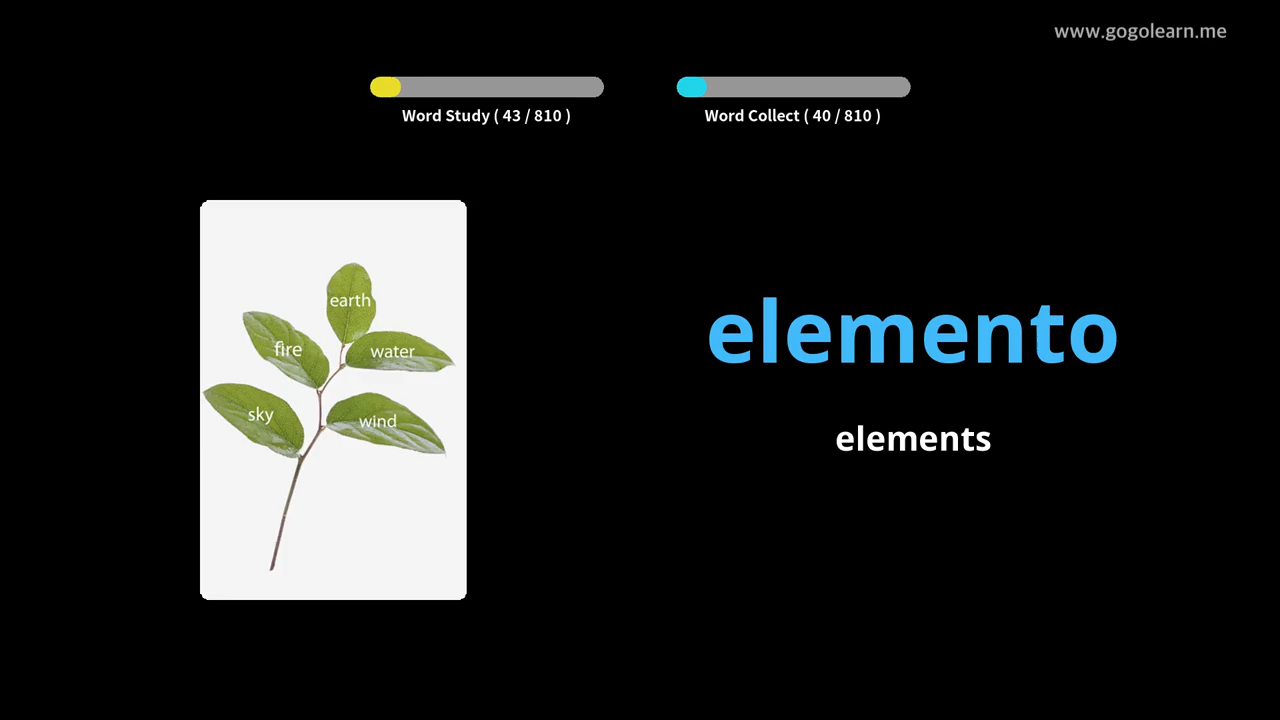 www.gogolearn.me
Word Study ( 43 / 810 )
Word Collect ( 40 / 810 )
earth
fire
water
sky
wind
elemento
elements